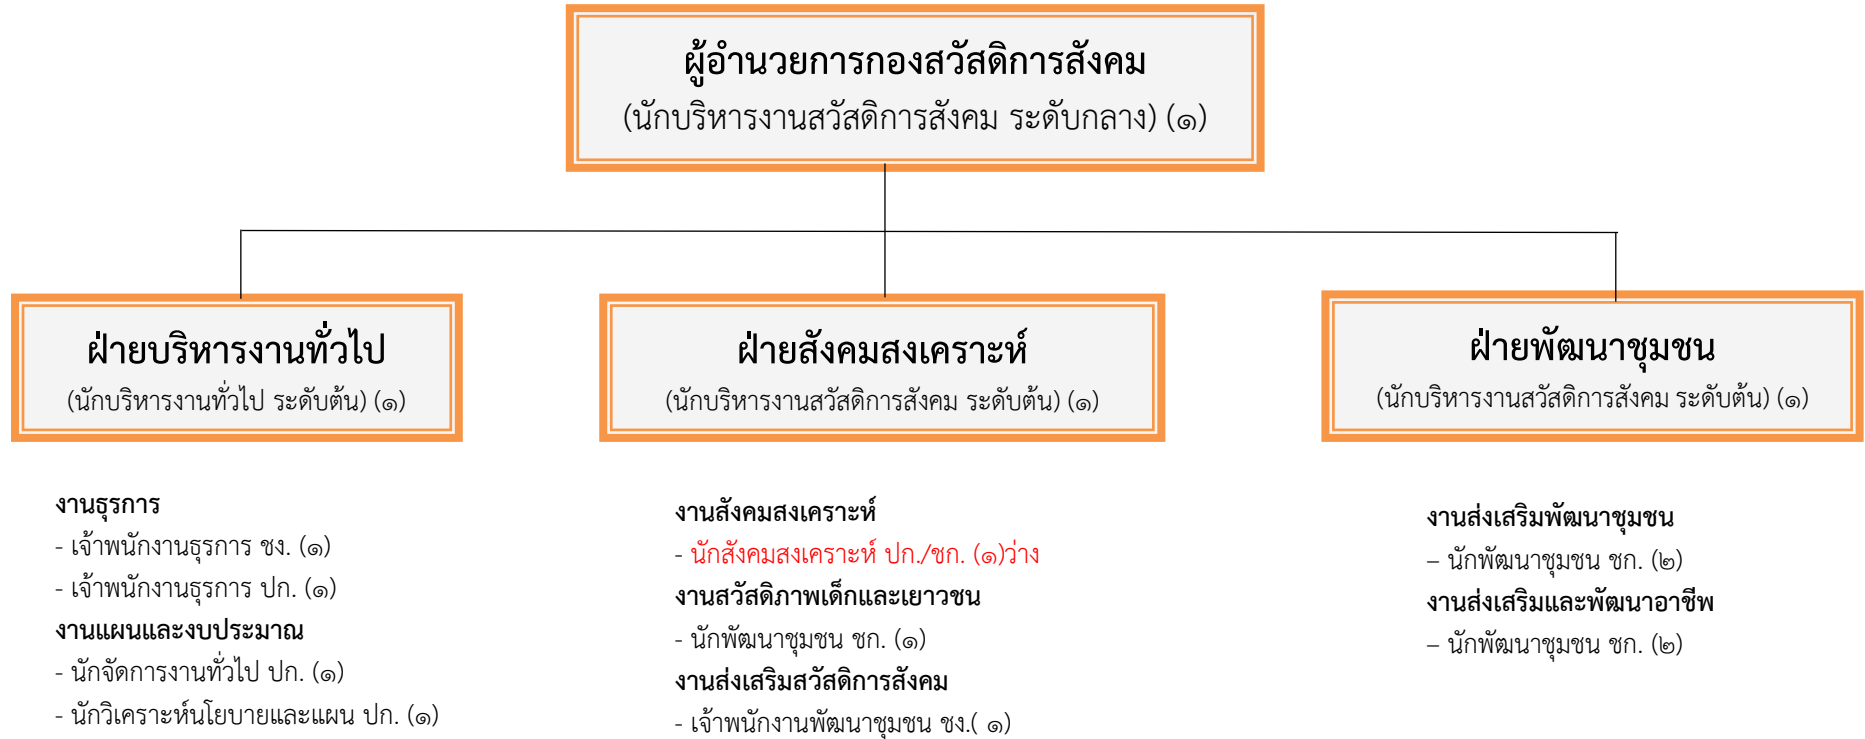 ผู้อำนวยการกองสวัสดิการสังคม
(นักบริหารงานสวัสดิการสังคม ระดับกลาง) (๑)
ฝ่ายบริหารงานทั่วไป
(นักบริหารงานทั่วไป ระดับต้น) (๑)
งานธุรการ
- เจ้าพนักงานธุรการ ชง. (๑)
- เจ้าพนักงานธุรการ ปก. (๑)
งานแผนและงบประมาณ
- นักจัดการงานทั่วไป ปก. (๑)
- นักวิเคราะห์นโยบายและแผน ปก. (๑)
ฝ่ายสังคมสงเคราะห์
(นักบริหารงานสวัสดิการสังคม ระดับต้น) (๑)
งานสังคมสงเคราะห์
- นักสังคมสงเคราะห์ ปก./ชก. (๑)ว่าง
งานสวัสดิภาพเด็กและเยาวชน
- นักพัฒนาชุมชน ชก. (๑)
งานส่งเสริมสวัสดิการสังคม
- เจ้าพนักงานพัฒนาชุมชน ชง.( ๑)
ฝ่ายพัฒนาชุมชน
(นักบริหารงานสวัสดิการสังคม ระดับต้น) (๑)
งานส่งเสริมพัฒนาชุมชน
– นักพัฒนาชุมชน ชก. (๒)
งานส่งเสริมและพัฒนาอาชีพ
– นักพัฒนาชุมชน ชก. (๒)